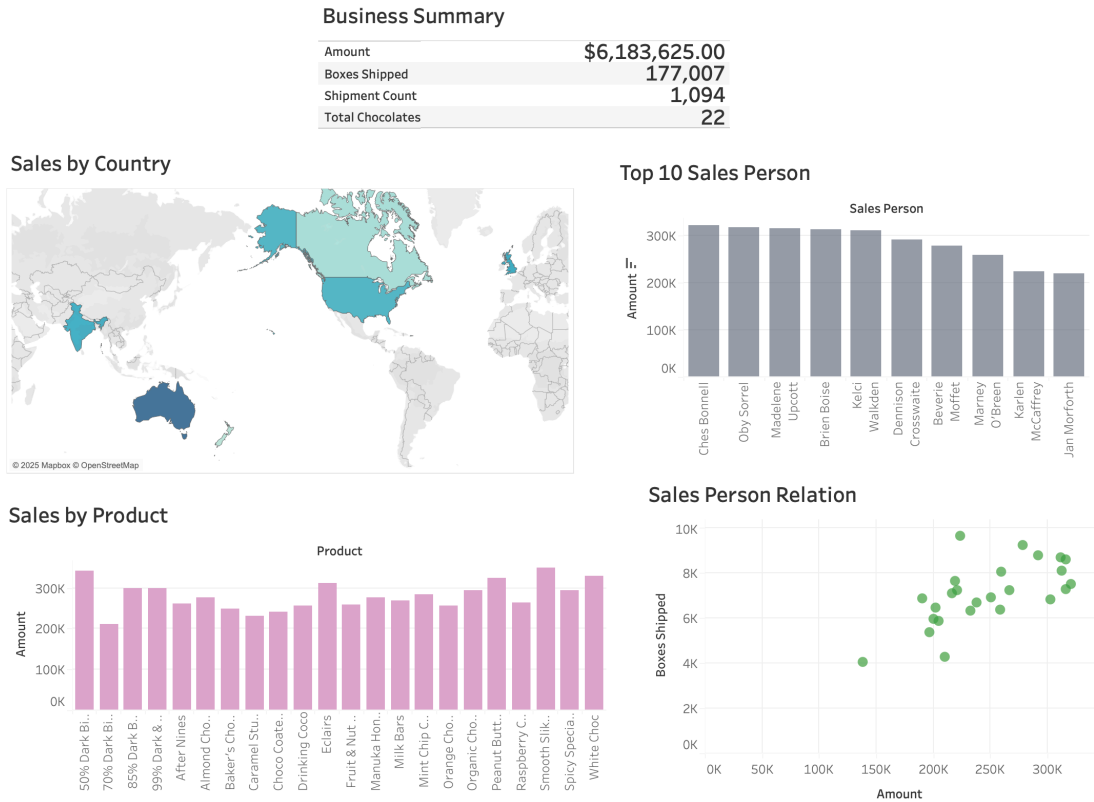 Business Summary
Amount $6,183,625.00
Boxes Shipped 177,007
Shipment Count 1,094
Total Chocolates 22
Sales by Country
© 2025 Mapbox © OpenStreetMap
Top 10 Sales Person
Sales Person
Amount
300K
200K
100K
0K
Ches Bonnell
Oby Sorrel
Madelene
Upcott
Brien Boise
Kelci
Walkden
Dennison
Crosswaite
Beverie
Moffet
Marney
O'Breen
Karlen
McCaffrey
Jan Morforth
Sales by Product
Product
Amount
300K
200K
100K
0K
50% Dark Bi..
70% Dark Bi..
85% Dark B..
99% Dark & ..
After Nines
Almond Cho..
Baker's Cho..
Caramel Stu..
Choco Coate..
Drinking Coco
Eclairs
Fruit & Nut ..
Manuka Hon..
Milk Bars
Mint Chip C..
Orange Cho..
Organic Cho..
Peanut Butt..
Raspberry C..
Smooth Slik..
Spicy Specia..
White Choc
Sales Person Relation
Boxes Shipped
10K
8K
6K
4K
2K
0K
0K 50K 100K 150K 200K 250K 300K
Amount